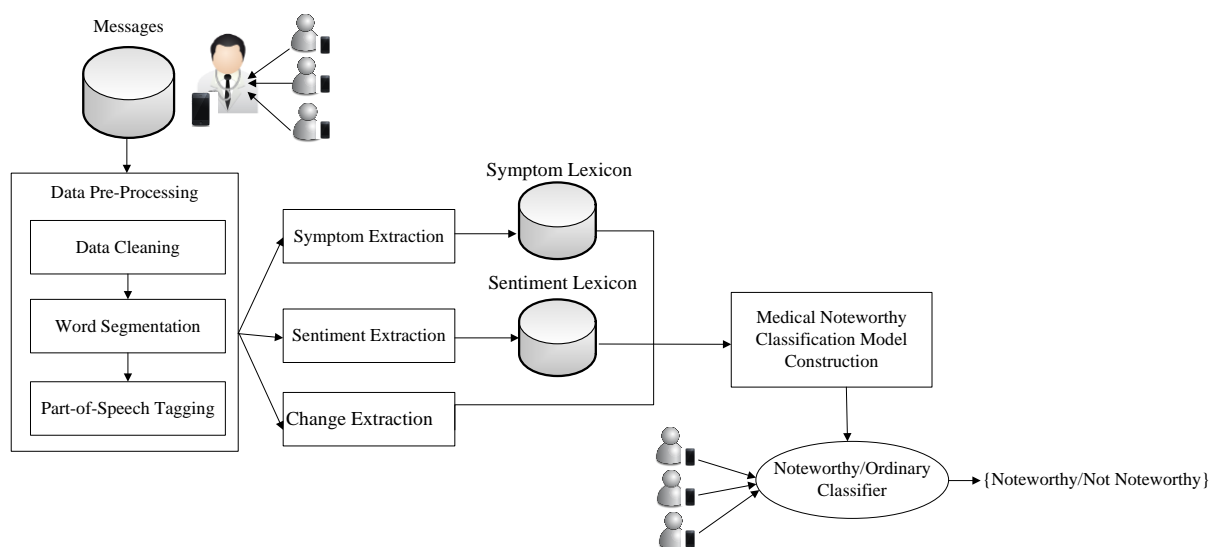 Messages
Data Pre-Processing
Data Cleaning
Word Segmentation
Part-of-Speech Tagging
Symptom Extraction
Sentiment Extraction
Change Extraction
Symptom Lexicon
Sentiment Lexicon
Medical Noteworthy
Classification Model
Construction
Noteworthy/Ordinary
Classifier
{Noteworthy/Not Noteworthy}